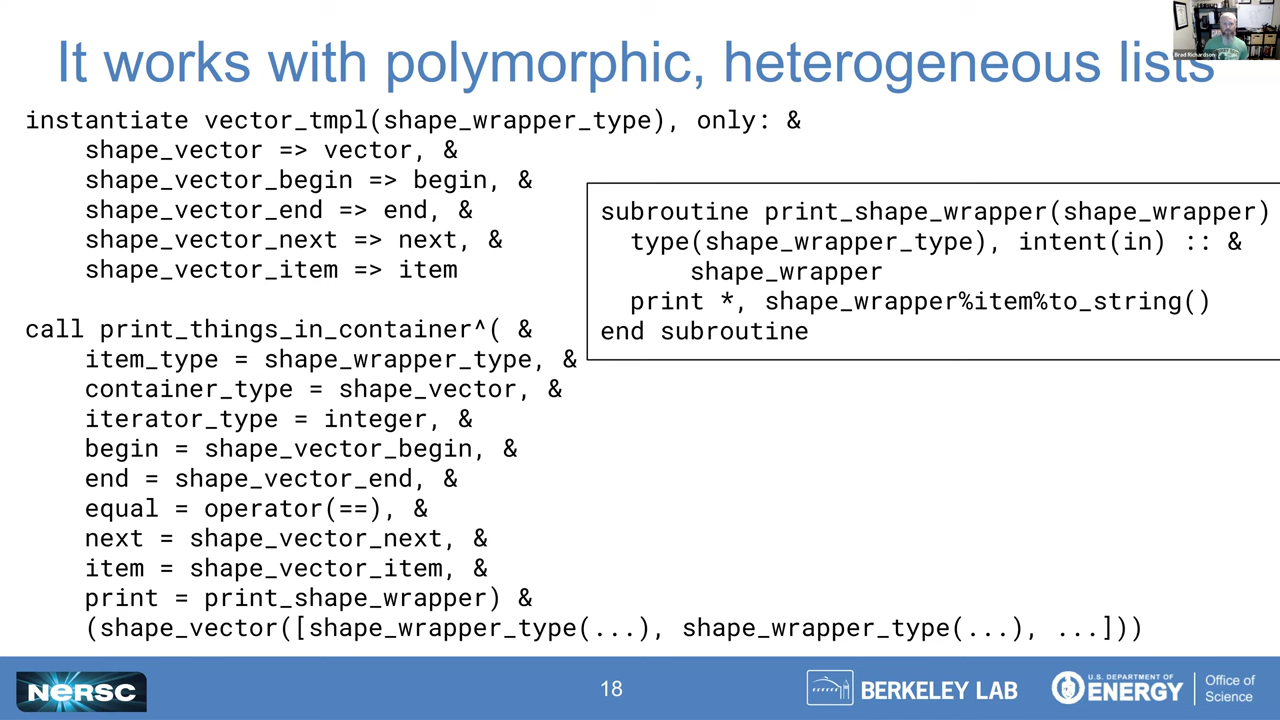 It works with polymorphic, heterogeneous lists
Brad Richardson
instantiate vector_tmpl(shape_wrapper_type), only: &
shape_vector => vector, &
shape_vector_begin => begin, &
shape_vector_end => end, &
shape_vector_next => next, &
shape_vector_item => item
subroutine print_shape_wrapper(shape_wrapper)
type(shape_wrapper_type), intent(in) :: &
shape_wrapper
print *, shape_wrapper%item%to_string()
end subroutine
call print_things_in_container^( &
item_type = shape_wrapper_type, &
container_type = shape_vector, &
iterator_type = integer, &
begin = shape_vector_begin, &
end = shape_vector_end, &
equal = operator(==), &
next = shape_vector_next, &
item = shape_vector_item, &
print = print_shape_wrapper) &
(shape_vector([shape_wrapper_type(...), shape_wrapper_type(...), ...]))
NERSC
18
BERKELEY LAB
U.S. DEPARTMENT OF
ENERGY
Office of
Science